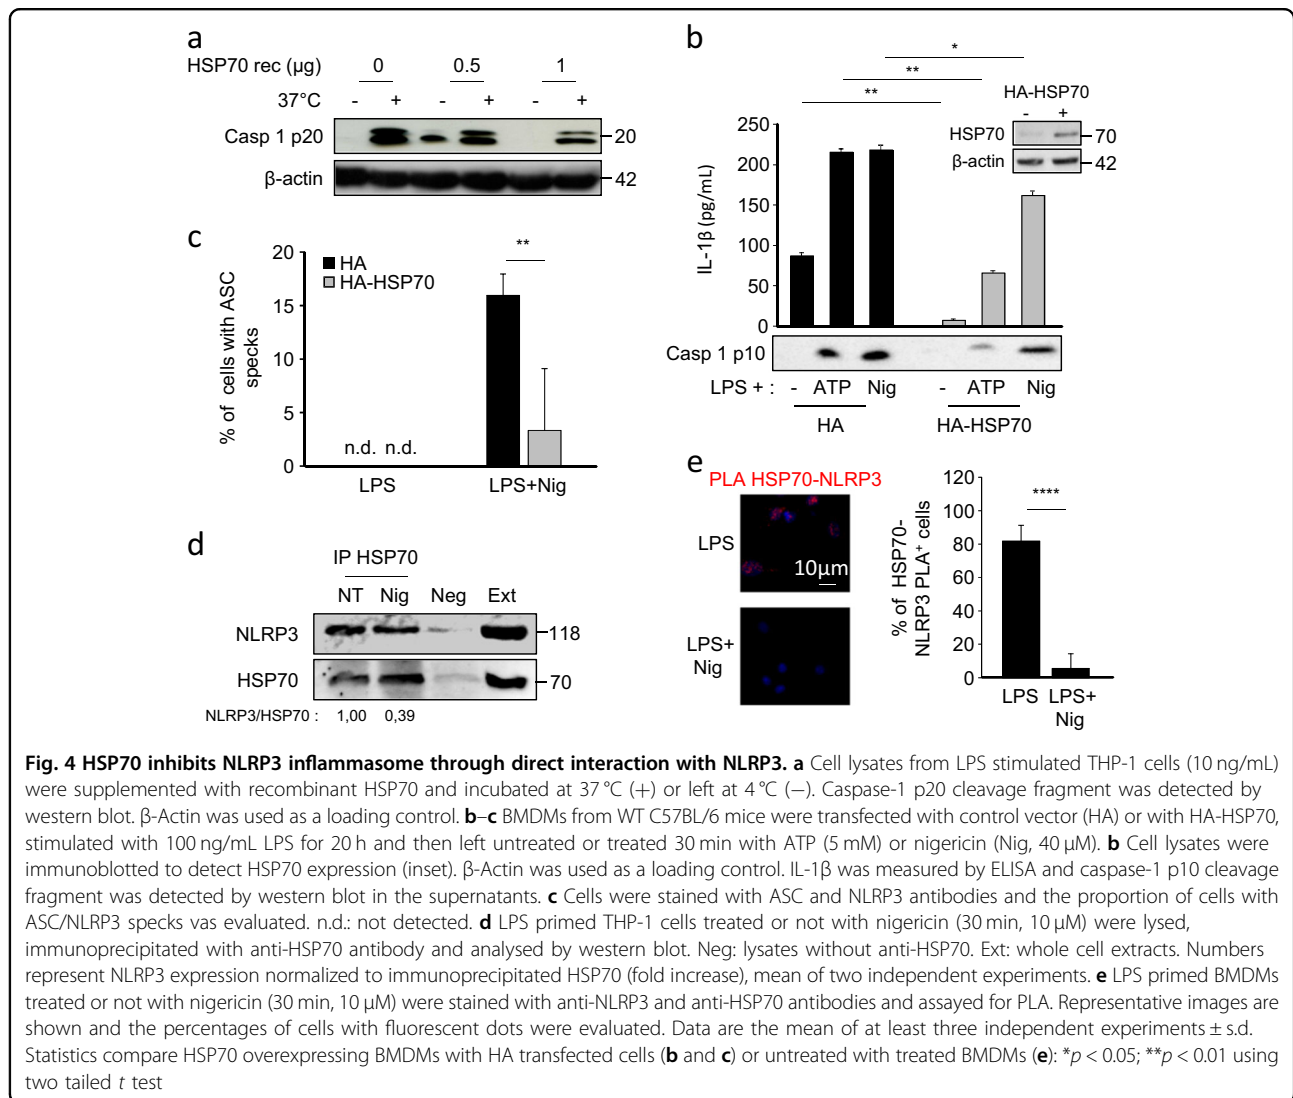 a
HSP70 rec (µg) 0 0.5 1
37°C - + - + - +
Casp 1 p20 20
β-actin 42
b
* 
**
**
HA-HSP70
- +
HSP70 70
β-actin 42
IL-1β (pg/mL)
250
200
150
100
50
0
Casp 1 p10
LPS + : - ATP Nig - ATP Nig
HA HA-HSP70
c
% of cells with ASC
specks
20
15
10
5
0
HA
HA-HSP70
**
n.d. n.d.
LPS LPS+Nig
d
IP HSP70
NT Nig Neg Ext
NLRP3 118
HSP70 70
NLRP3/HSP70 : 1,00 0,39
e
PLA HSP70-NLRP3
LPS
10µm
LPS+
Nig
% of HSP70-
NLRP3 PLA+ cells
120
100
80
60
40
20
0
****
LPS LPS+
Nig
Fig. 4 HSP70 inhibits NLRP3 inflammasome through direct interaction with NLRP3. a Cell lysates from LPS stimulated THP-1 cells (10 ng/mL)
were supplemented with recombinant HSP70 and incubated at 37 °C (+) or left at 4 °C (−). Caspase-1 p20 cleavage fragment was detected by
western blot. β-Actin was used as a loading control. b–c BMDMs from WT C57BL/6 mice were transfected with control vector (HA) or with HA-HSP70,
stimulated with 100 ng/mL LPS for 20 h and then left untreated or treated 30 min with ATP (5 mM) or nigericin (Nig, 40 µM). b Cell lysates were
immunoblotted to detect HSP70 expression (inset). β-Actin was used as a loading control. IL-1β was measured by ELISA and caspase-1 p10 cleavage
fragment was detected by western blot in the supernatants. c Cells were stained with ASC and NLRP3 antibodies and the proportion of cells with
ASC/NLRP3 specks vas evaluated. n.d.: not detected. d LPS primed THP-1 cells treated or not with nigericin (30 min, 10 µM) were lysed,
immunoprecipitated with anti-HSP70 antibody and analysed by western blot. Neg: lysates without anti-HSP70. Ext: whole cell extracts. Numbers
represent NLRP3 expression normalized to immunoprecipitated HSP70 (fold increase), mean of two independent experiments. e LPS primed BMDMs
treated or not with nigericin (30 min, 10 µM) were stained with anti-NLRP3 and anti-HSP70 antibodies and assayed for PLA. Representative images are
shown and the percentages of cells with fluorescent dots were evaluated. Data are the mean of at least three independent experiments ± s.d.
Statistics compare HSP70 overexpressing BMDMs with HA transfected cells (b and c) or untreated with treated BMDMs (e): *p < 0.05; **p < 0.01 using
two tailed t test